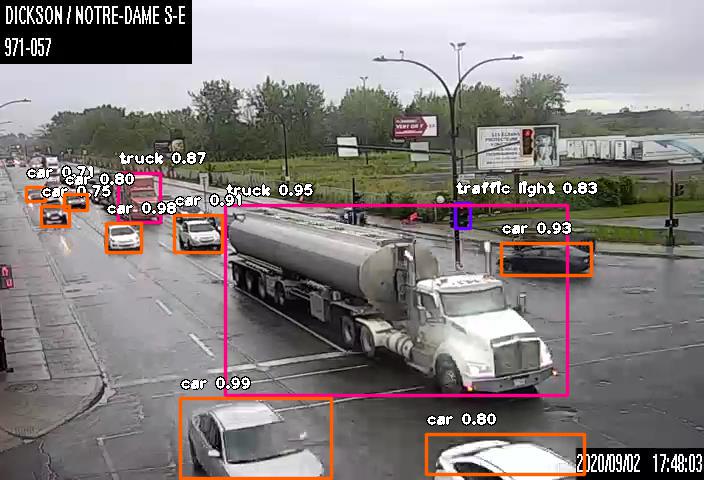 DICKSON / NOTRE-DAME S-E
971-057
truck 0.87
car 0.71
car 0.80
car 0.75
car 0.98
car 0.91
truck 0.95
traffic light 0.83
car 0.93
car 0.99
car 0.80
2020/09/02 17:48:03